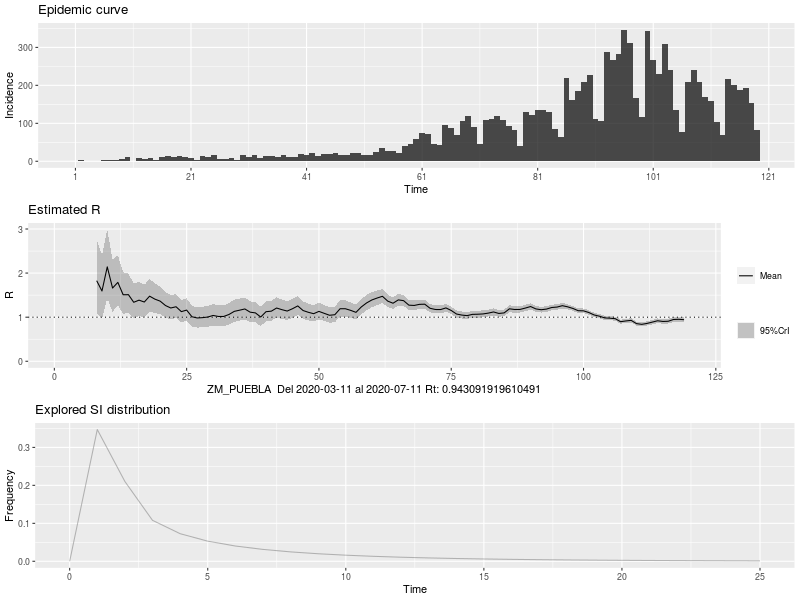 Epidemic curve
300
200
100
0
Incidence
1 21 41 61 81 101 121
Time
Estimated R
3
2
1
0
R
Mean
95%CrI
0 25 50 75 100 125
ZM_PUEBLA Del 2020-03-11 al 2020-07-11 Rt: 0.943091919610491
Explored SI distribution
0.3
0.2
0.1
0.0
Frequency
0 5 10 15 20 25
Time